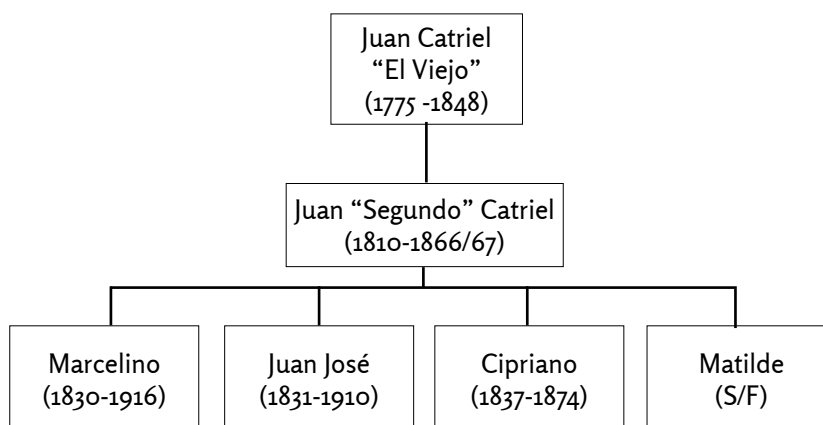 Juan Catriel
“El Viejo”
(1775 -1848)
Juan “Segundo” Catriel
(1810-1866/67)
Marcelino
(1830-1916)
Juan José
(1831-1910)
Cipriano
(1837-1874)
Matilde
(S/F)